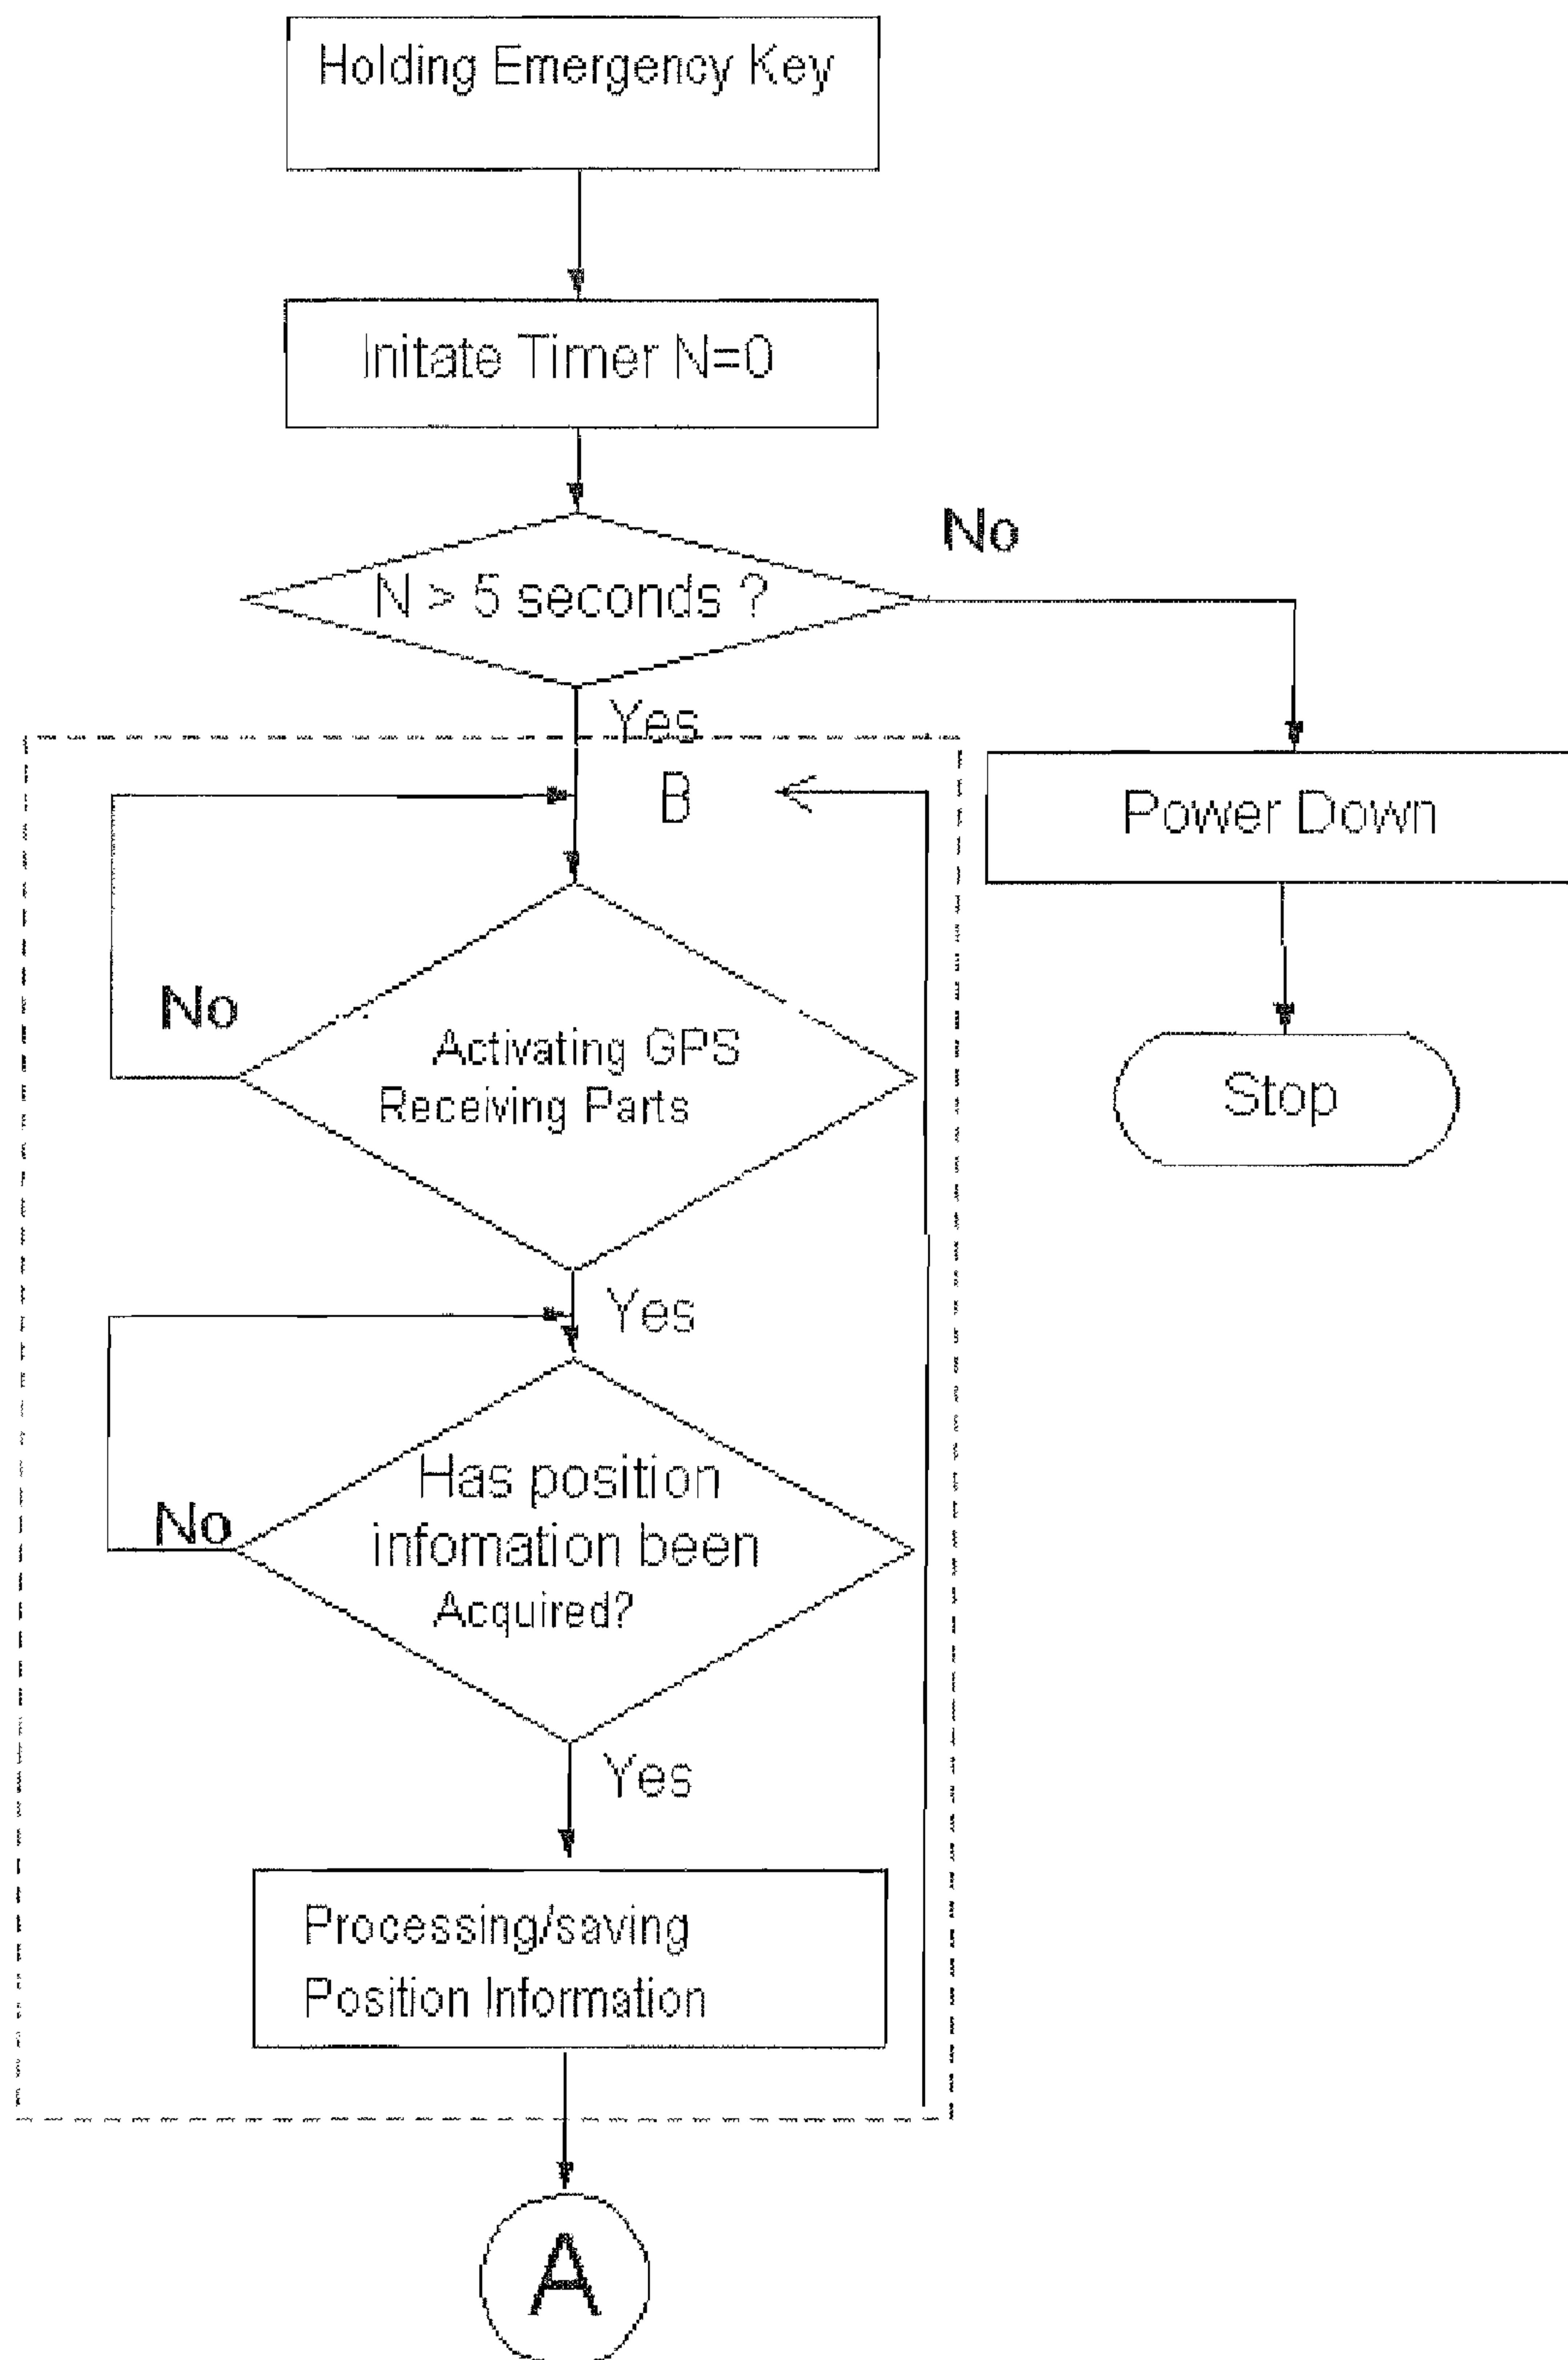 Holding Emergency Key
Initate Timer N=0
N > 5 seconds ?
No
Yes
B
Power Down
Stop
No
Activating GPS
Receiving Parts
Yes
No
Has position
infomation been
Acquired?
Yes
Processing/saving
Position Information
A